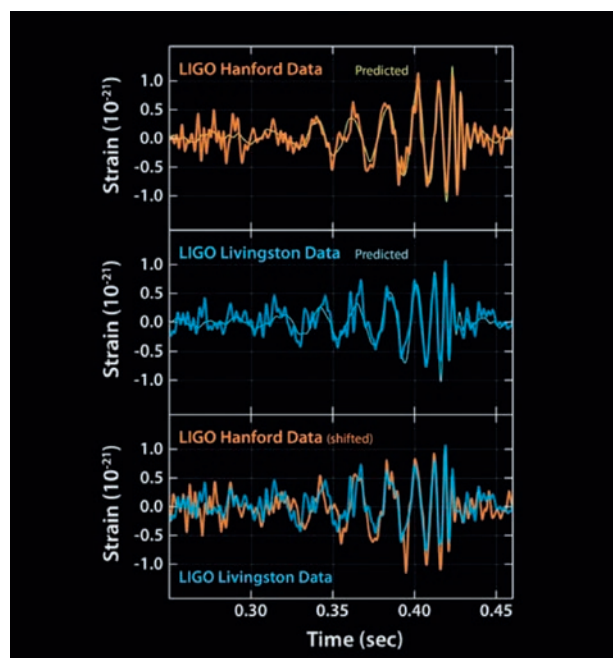 LIGO Hanford Data Predicted
1.0
0.5
0.0
-0.5
-1.0
Strain (10⁻²¹)
LIGO Livingston Data Predicted
1.0
0.5
0.0
-0.5
-1.0
Strain (10⁻²¹)
LIGO Hanford Data (shifted)
1.0
0.5
0.0
-0.5
-1.0
Strain (10⁻²¹)
LIGO Livingston Data
0.30 0.35 0.40 0.45
Time (sec)